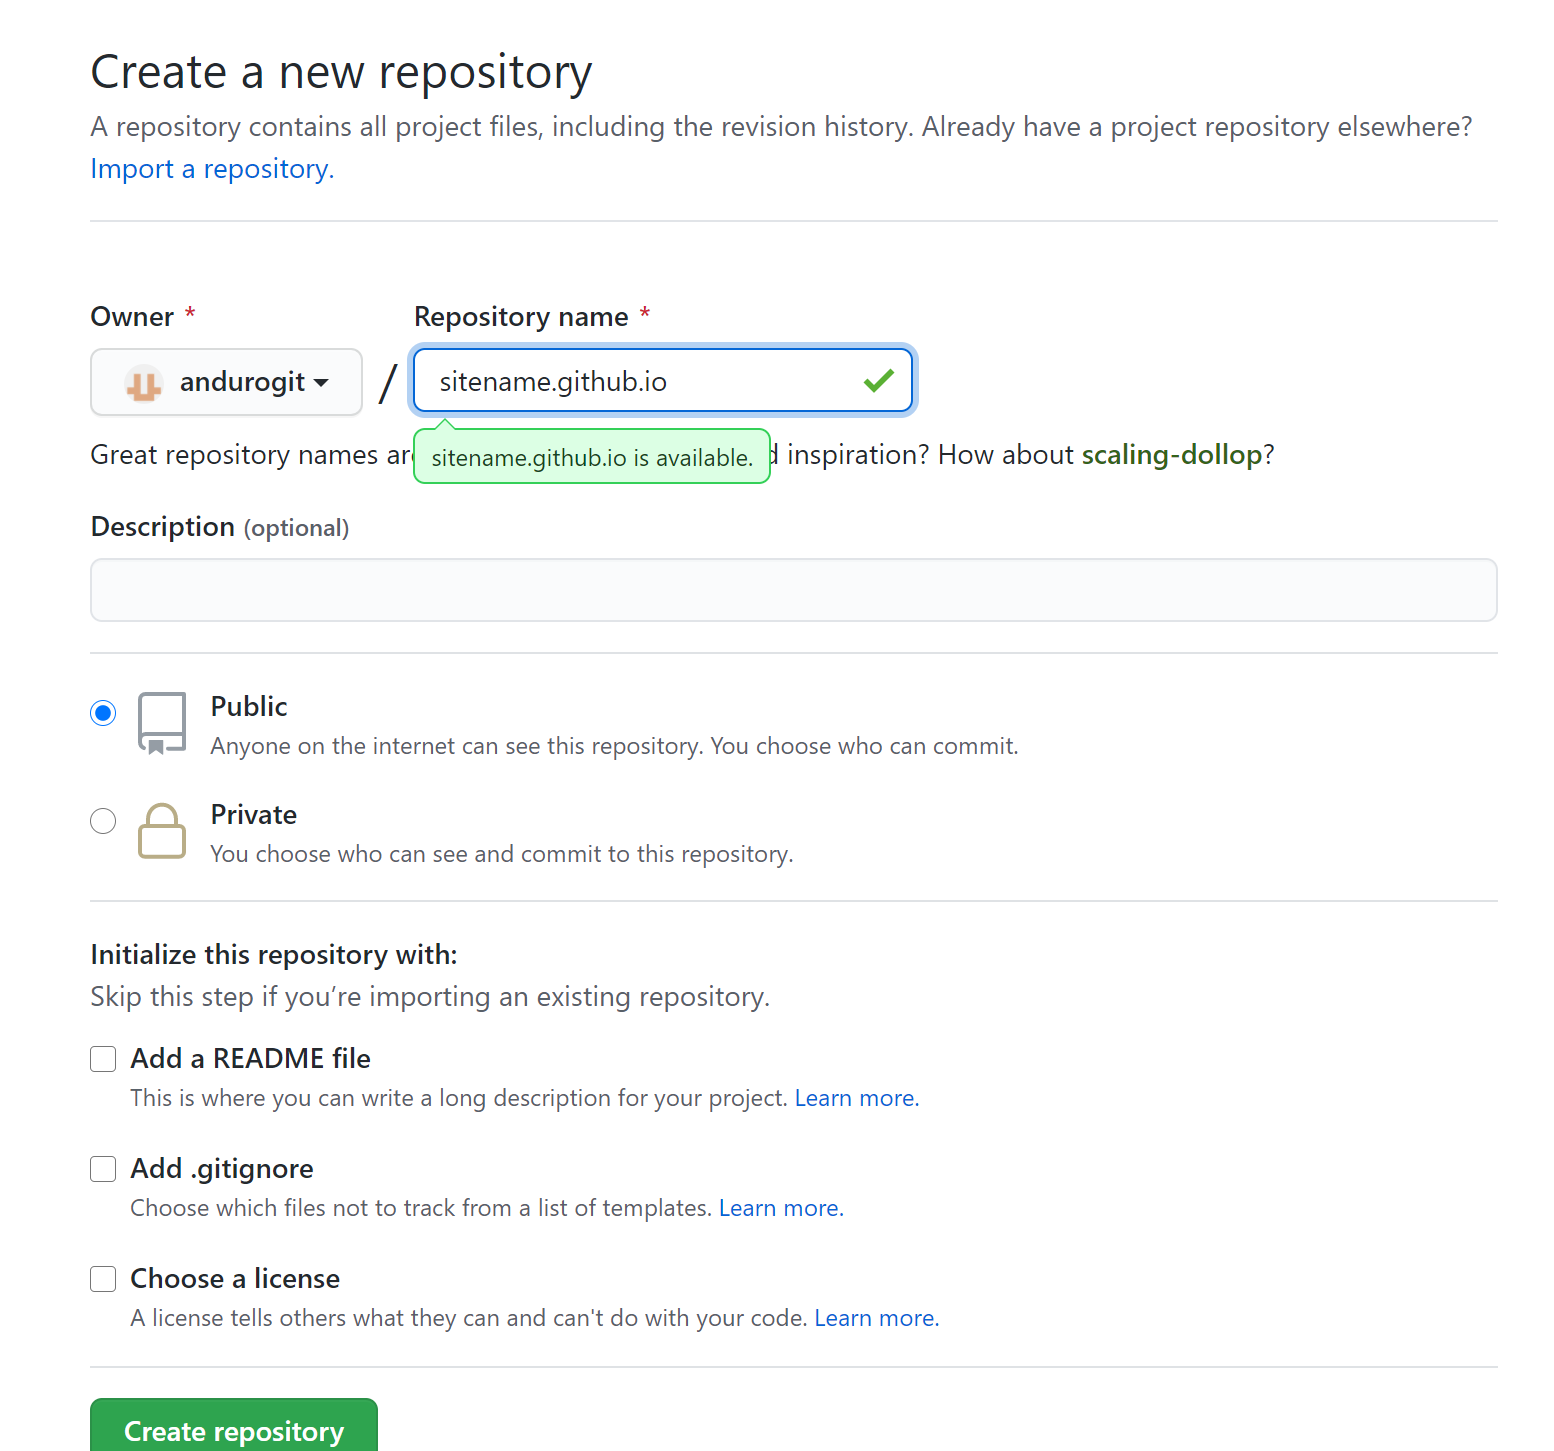 Create a new repository
A repository contains all project files, including the revision history. Already have a project repository elsewhere?
Import a repository.
Owner *
Repository name *
andurogit / sitename.github.io
Great repository names are inspiration? How about scaling-dollop?
sitename.github.io is available.
Description (optional)
Public
Anyone on the internet can see this repository. You choose who can commit.
Private
You choose who can see and commit to this repository.
Initialize this repository with:
Skip this step if you’re importing an existing repository.
Add a README file
This is where you can write a long description for your project. Learn more.
Add .gitignore
Choose which files not to track from a list of templates. Learn more.
Choose a license
A license tells others what they can and can't do with your code. Learn more.
Create repository